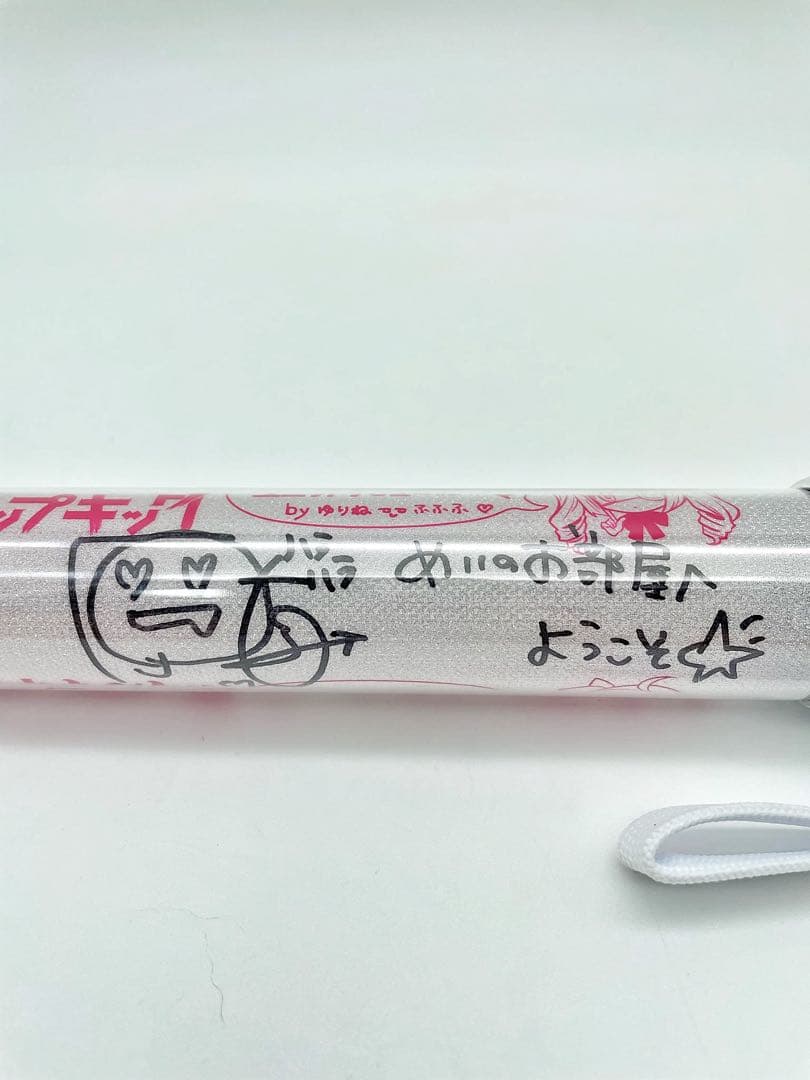 ップキック
by ゆりね ふふふ♡
めいのお部屋へ
ようこそ☆